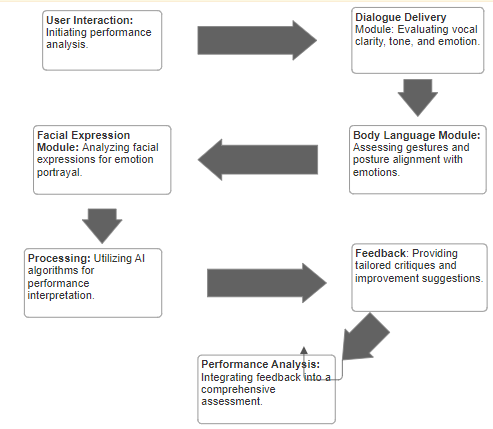 User Interaction:
Initiating performance
analysis.
Dialogue Delivery
Module: Evaluating vocal
clarity, tone, and emotion.
Body Language Module:
Assessing gestures and
posture alignment with
emotions.
Facial Expression
Module: Analyzing facial
expressions for emotion
portrayal.
Processing: Utilizing AI
algorithms for
performance
interpretation.
Feedback: Providing
tailored critiques and
improvement suggestions.
Performance Analysis:
Integrating feedback into a
comprehensive
assessment.